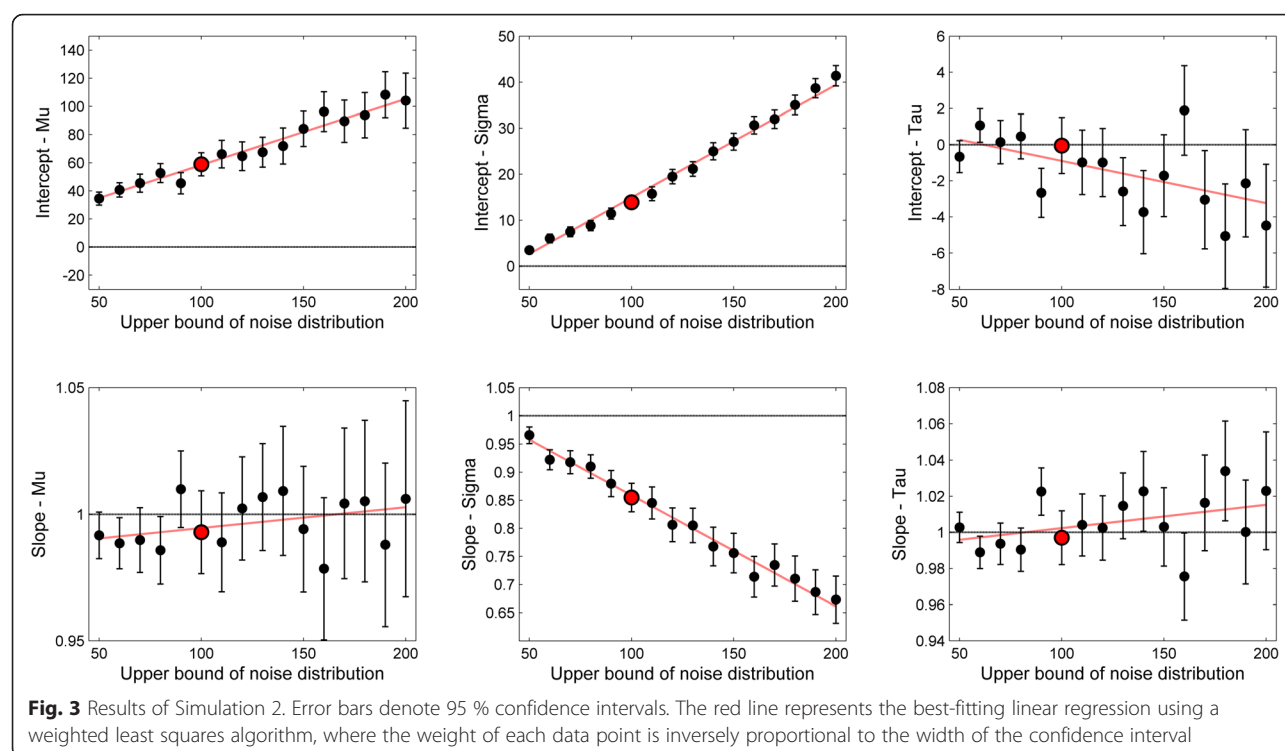 140
120
100
80
60
40
20
0
-20
Intercept - Mu
50 100 150 200
Upper bound of noise distribution
50
40
30
20
10
0
Intercept - Sigma
50 100 150 200
Upper bound of noise distribution
6
4
2
0
-2
-4
-6
-8
Intercept - Tau
50 100 150 200
Upper bound of noise distribution
1.05
1
0.95
Slope - Mu
50 100 150 200
Upper bound of noise distribution
1.05
1
0.95
0.9
0.85
0.8
0.75
0.7
0.65
Slope - Sigma
50 100 150 200
Upper bound of noise distribution
1.08
1.06
1.04
1.02
1
0.98
0.96
0.94
Slope - Tau
50 100 150 200
Upper bound of noise distribution
Fig. 3 Results of Simulation 2. Error bars denote 95 % confidence intervals. The red line represents the best-fitting linear regression using a
weighted least squares algorithm, where the weight of each data point is inversely proportional to the width of the confidence interval